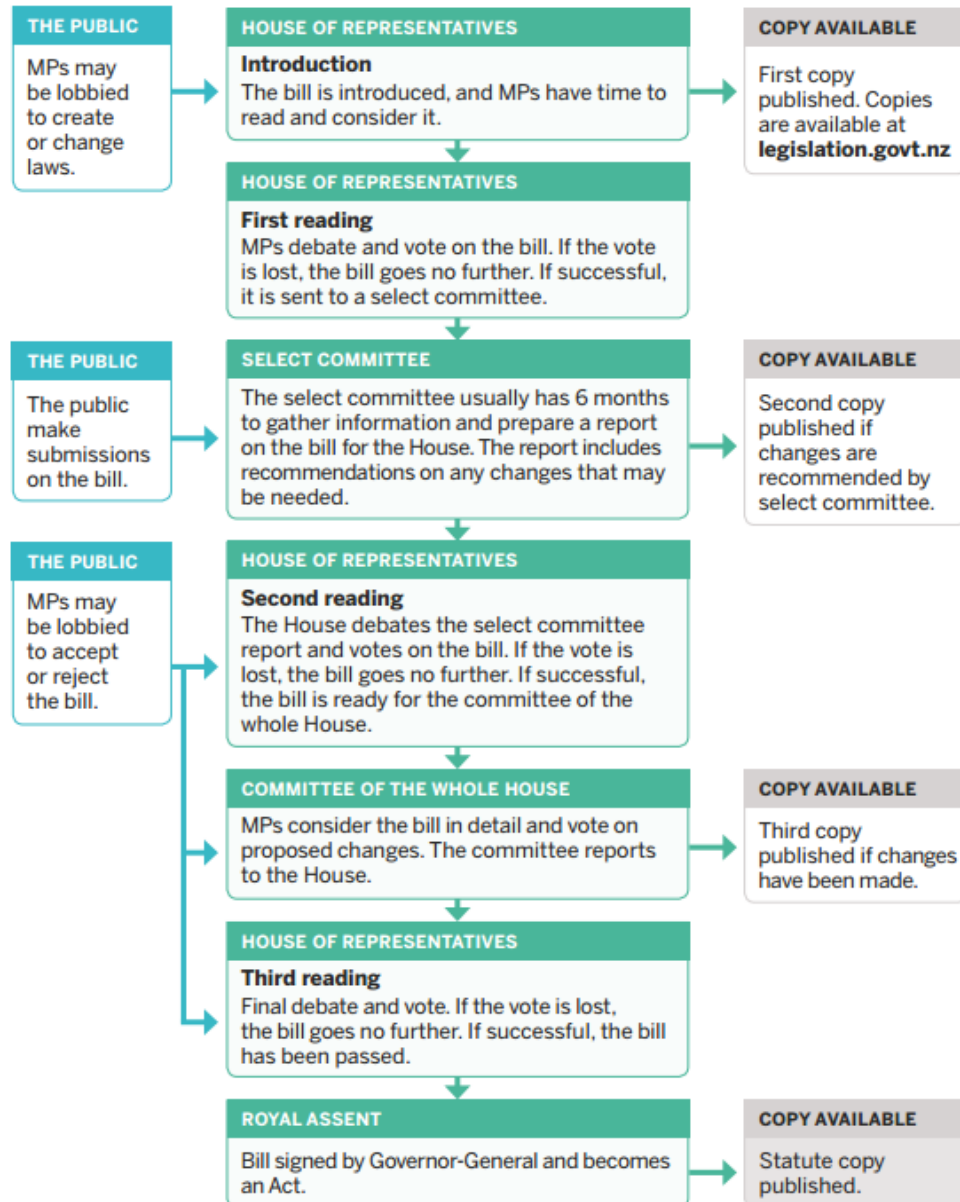 THE PUBLIC
MPs may
be lobbied
to create
or change
laws.
HOUSE OF REPRESENTATIVES
Introduction
The bill is introduced, and MPs have time to
read and consider it.
COPY AVAILABLE
First copy
published. Copies
are available at
legislation.govt.nz
HOUSE OF REPRESENTATIVES
First reading
MPs debate and vote on the bill. If the vote
is lost, the bill goes no further. If successful,
it is sent to a select committee.
THE PUBLIC
The public
make
submissions
on the bill.
SELECT COMMITTEE
The select committee usually has 6 months
to gather information and prepare a report
on the bill for the House. The report includes
recommendations on any changes that may
be needed.
COPY AVAILABLE
Second copy
published if
changes are
recommended by
select committee.
THE PUBLIC
MPs may
be lobbied
to accept
or reject
the bill.
HOUSE OF REPRESENTATIVES
Second reading
The House debates the select committee
report and votes on the bill. If the vote is
lost, the bill goes no further. If successful,
the bill is ready for the committee of the
whole House.
COMMITTEE OF THE WHOLE HOUSE
MPs consider the bill in detail and vote on
proposed changes. The committee reports
to the House.
COPY AVAILABLE
Third copy
published if changes
have been made.
HOUSE OF REPRESENTATIVES
Third reading
Final debate and vote. If the vote is lost,
the bill goes no further. If successful, the bill
has been passed.
ROYAL ASSENT
Bill signed by Governor-General and becomes
an Act.
COPY AVAILABLE
Statute copy
published.